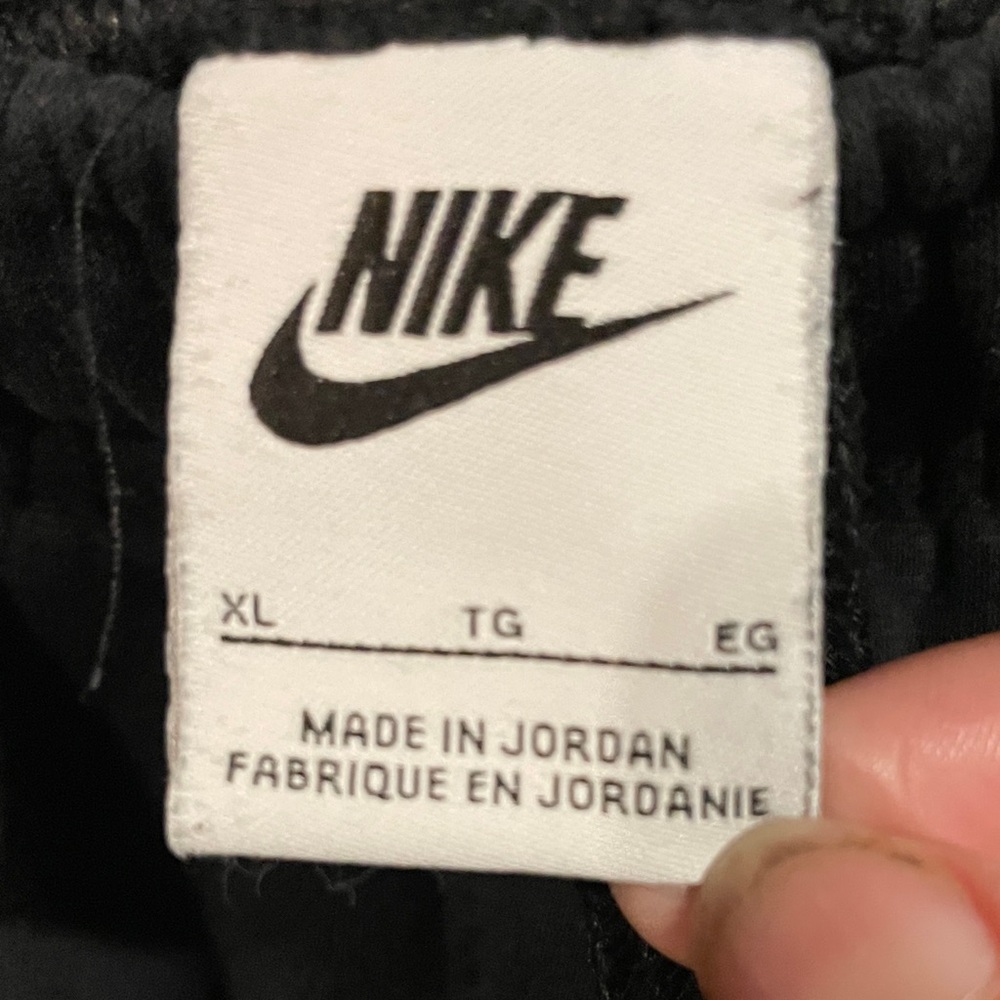 NIKE
XL TG EG
MADE IN JORDAN
FABRIQUE EN JORDANIE